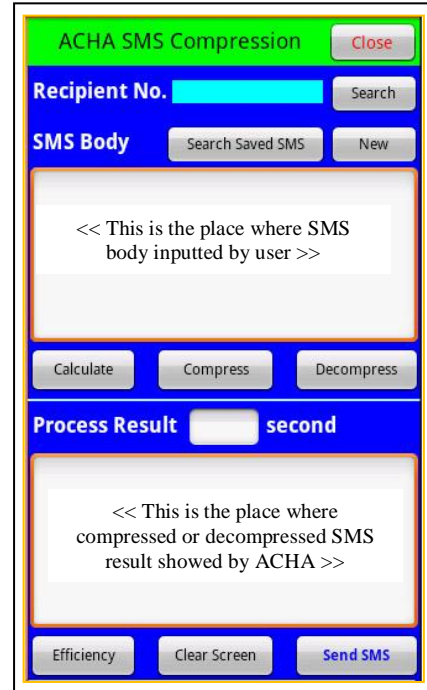 ACHA SMS Compression Close
Recipient No. Search
SMS Body Search Saved SMS New
<< This is the place where SMS
body inputted by user >>
Calculate Compress Decompress
Process Result second
<< This is the place where
compressed or decompressed SMS
result showed by ACHA >>
Efficiency Clear Screen Send SMS